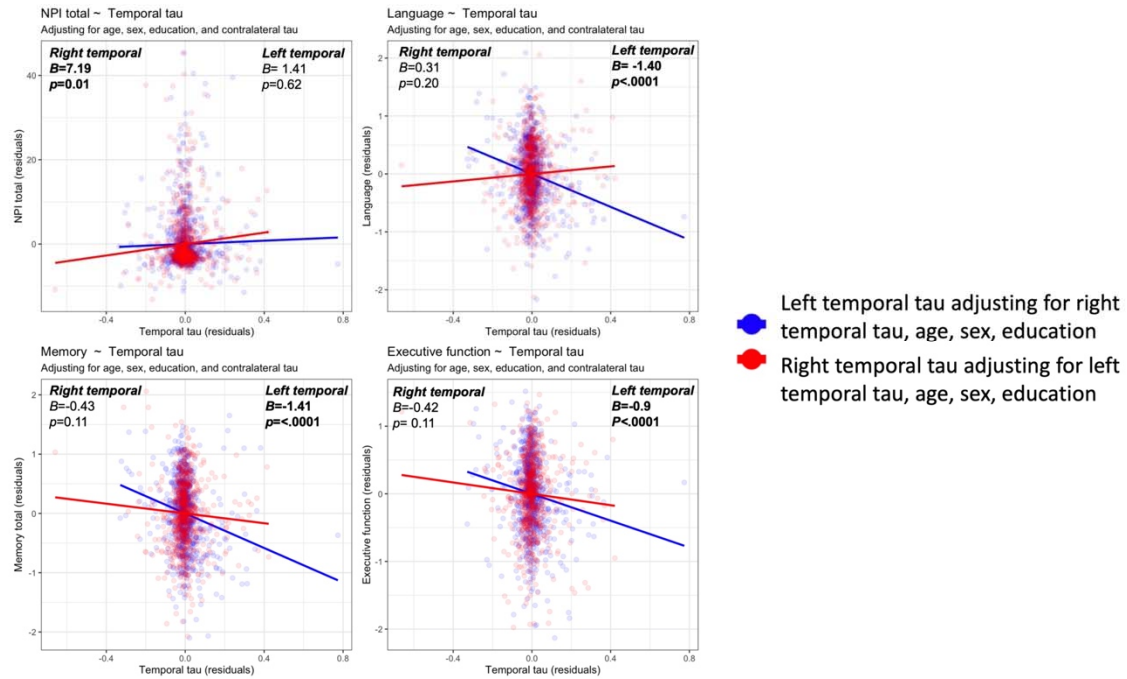 NPI total ~ Temporal tau
Adjusting for age, sex, education, and contralateral tau
Right temporal
B=7.19
p=0.01
Left temporal
B= 1.41
p=0.62
NPI total (residuals)
40
20
0
-0.4
0.0
0.4
0.8
Temporal tau (residuals)
Language ~ Temporal tau
Adjusting for age, sex, education, and contralateral tau
Right temporal
B=0.31
p=0.20
Left temporal
B= -1.40
p<.0001
Language (residuals)
2
1
0
-1
-2
-0.4
0.0
0.4
0.8
Temporal tau (residuals)
Memory ~ Temporal tau
Adjusting for age, sex, education, and contralateral tau
Right temporal
B=-0.43
p=0.11
Left temporal
B=-1.41
p=<.0001
Memory total (residuals)
2
1
0
-1
-2
-0.4
0.0
0.4
0.8
Temporal tau (residuals)
Executive function ~ Temporal tau
Adjusting for age, sex, education, and contralateral tau
Right temporal
B=-0.42
p= 0.11
Left temporal
B=-0.9
P<.0001
Executive function (residuals)
1
0
-1
-2
-0.4
0.0
0.4
0.8
Temporal tau (residuals)
Left temporal tau adjusting for right
temporal tau, age, sex, education
Right temporal tau adjusting for left
temporal tau, age, sex, education